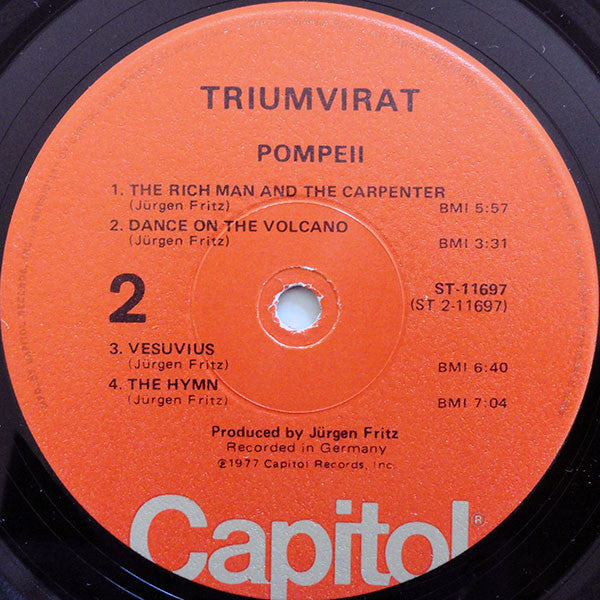 TRIUMVIRAT
POMPEII
1. THE RICH MAN AND THE CARPENTER
(Jürgen Fritz) BMI 5:57
2. DANCE ON THE VOLCANO
(Jürgen Fritz) BMI 3:31
2 ST-11697
(ST 2-11697)
3. VESUVIUS
(Jürgen Fritz) BMI 6:40
4. THE HYMN
(Jürgen Fritz) BMI 7:04
Produced by Jürgen Fritz
Recorded in Germany
℗1977 Capitol Records, Inc.
Capitol®